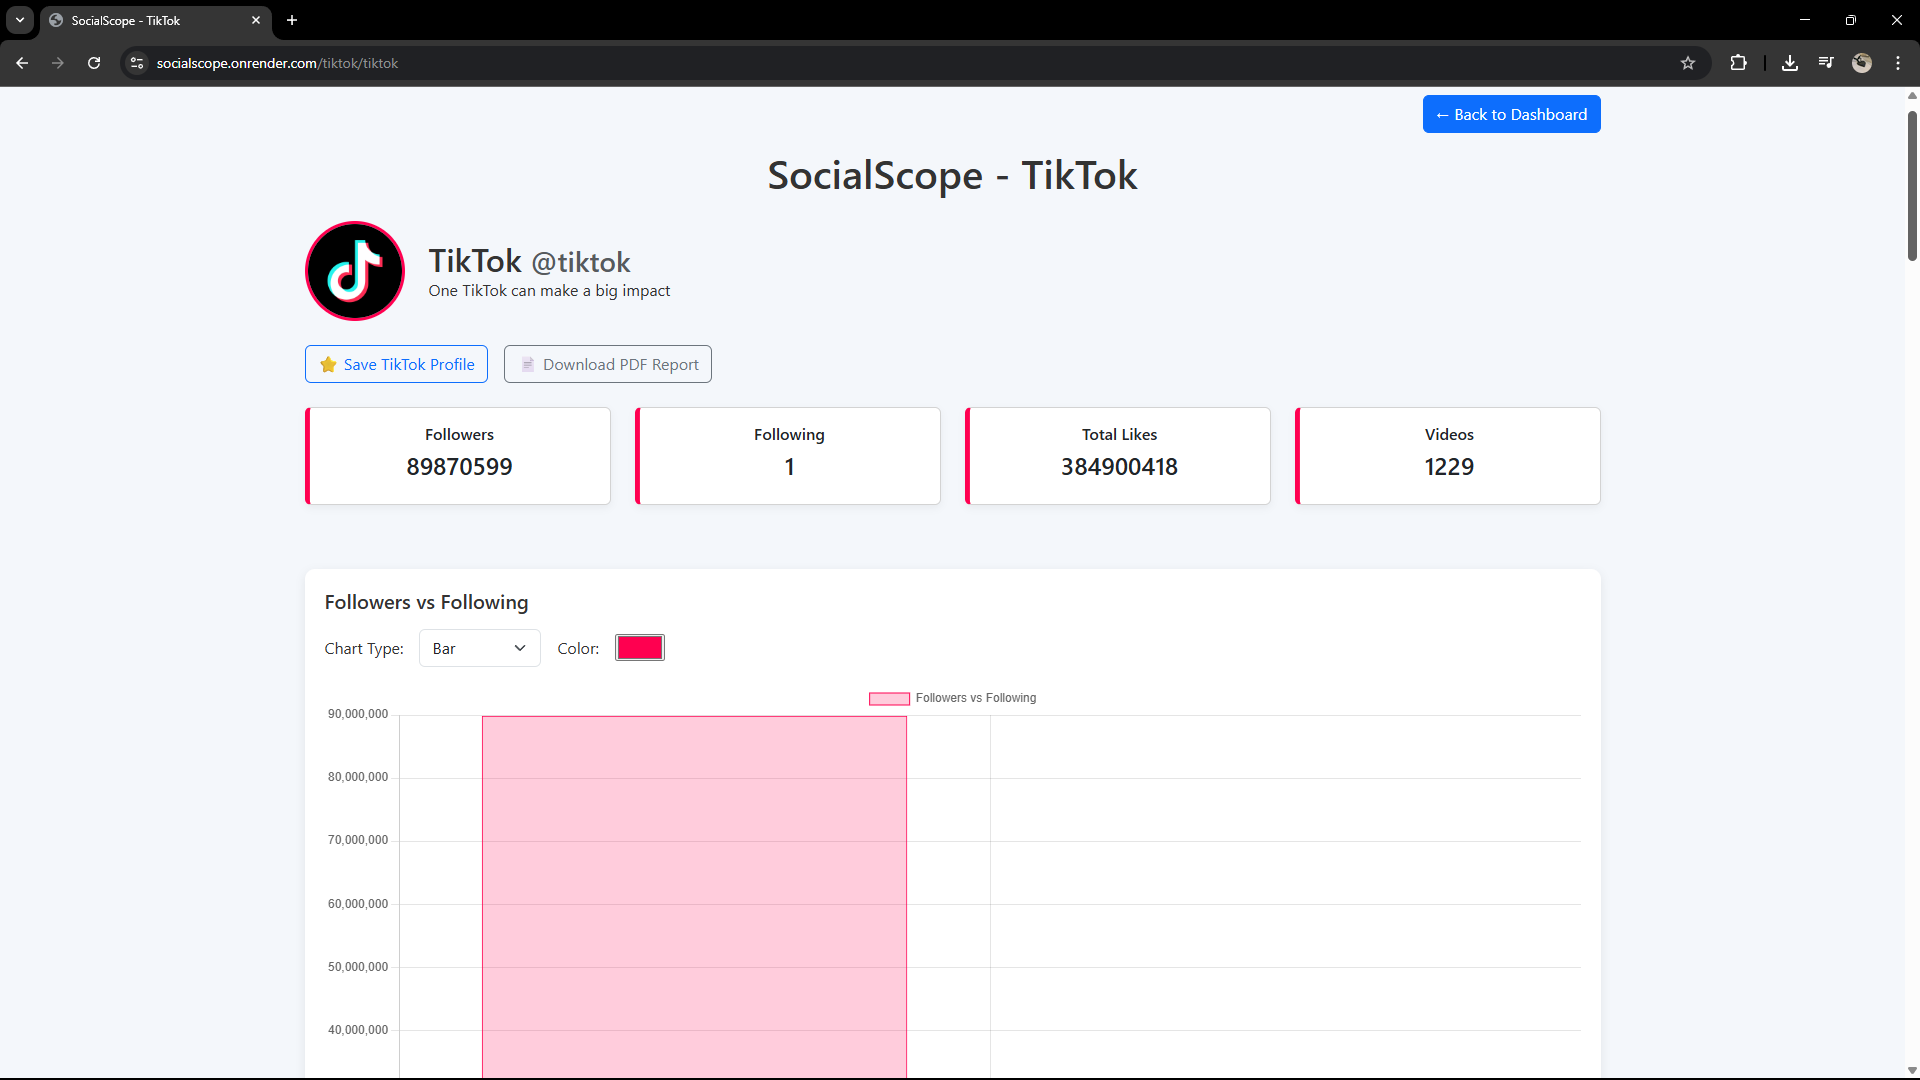 SocialScope - TikTok
socialscope.onrender.com/tiktok/tiktok
← Back to Dashboard
SocialScope - TikTok
TikTok @tiktok
One TikTok can make a big impact
Save TikTok Profile
Download PDF Report
Followers
89870599
Following
1
Total Likes
384900418
Videos
1229
Followers vs Following
Chart Type:
Bar
Color:
Followers vs Following
90,000,000
80,000,000
70,000,000
60,000,000
50,000,000
40,000,000